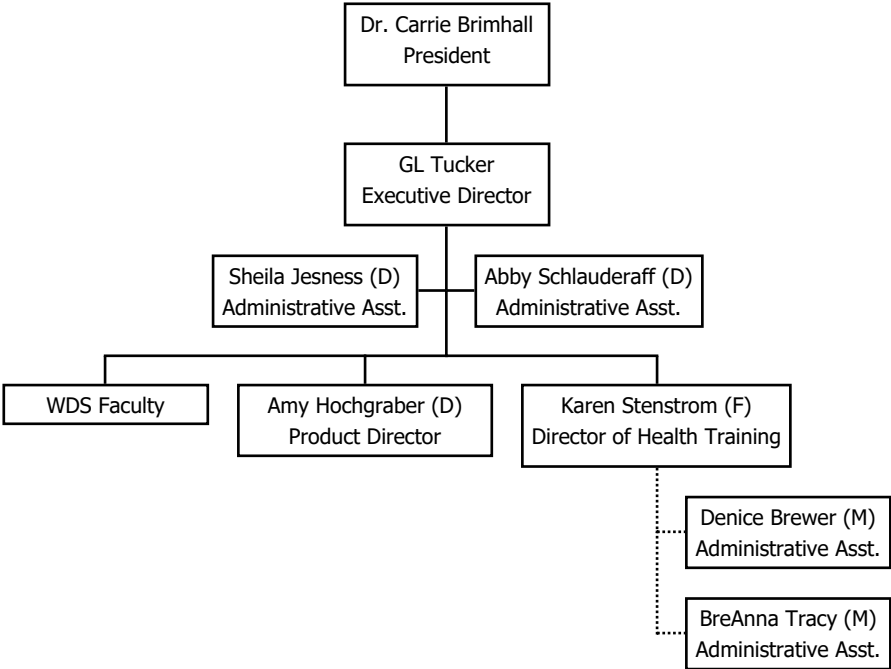 Dr. Carrie Brimhall
President
GL Tucker
Executive Director
Sheila Jesness (D)
Administrative Asst.
Abby Schlauderaff (D)
Administrative Asst.
WDS Faculty
Amy Hochgraber (D)
Product Director
Karen Stenstrom (F)
Director of Health Training
Denice Brewer (M)
Administrative Asst.
BreAnna Tracy (M)
Administrative Asst.